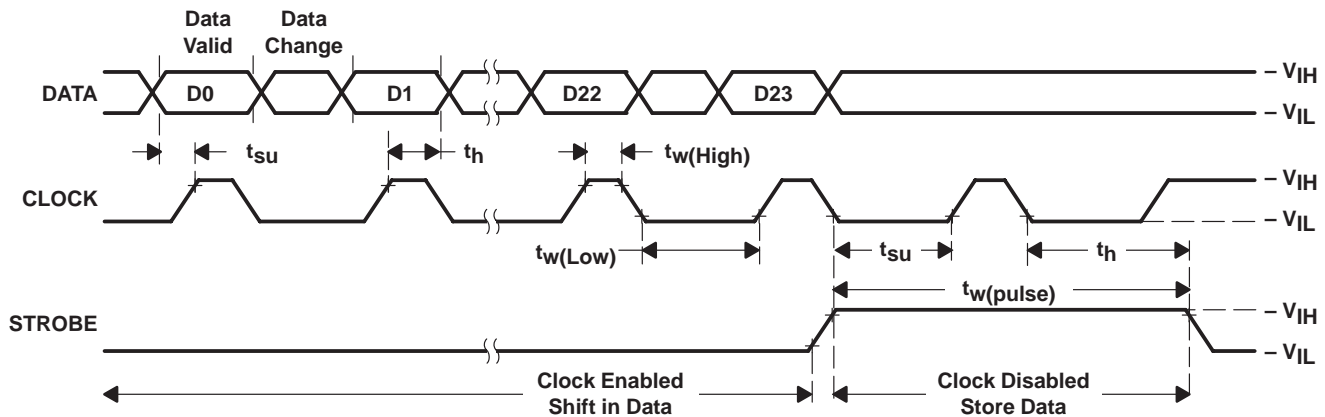 Data Valid
Data Change
DATA
D0
D1
D22
D23
– VIH
– VIL
tsu
th
tw(High)
CLOCK
– VIH
– VIL
tw(Low)
tsu
th
tw(pulse)
STROBE
– VIH
– VIL
Clock Enabled
Shift in Data
Clock Disabled
Store Data